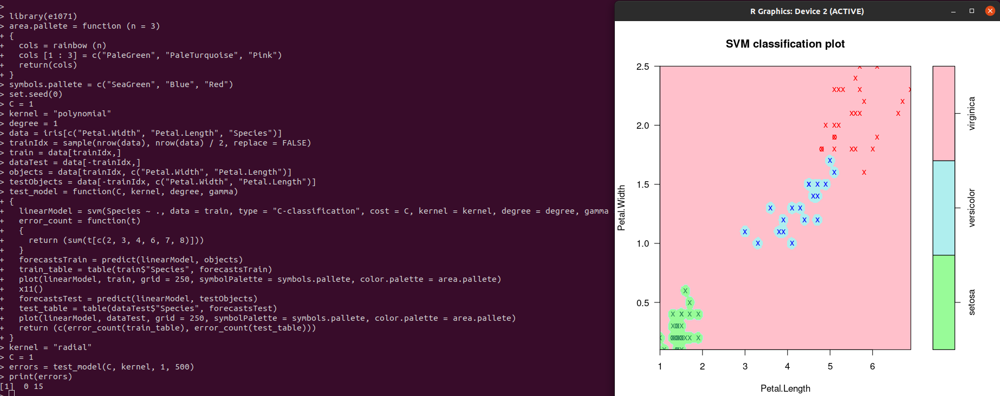 >
> library(e1071)
> area.pallete = function (n = 3)
+ {
+   cols = rainbow (n)
+   cols [1 : 3] = c("PaleGreen", "PaleTurquoise", "Pink")
+   return(cols)
+ }
> symbols.pallete = c("SeaGreen", "Blue", "Red")
> set.seed(0)
> C = 1
> kernel = "polynomial"
> degree = 1
> data = iris[c("Petal.Width", "Petal.Length", "Species")]
> trainIdx = sample(nrow(data), nrow(data) / 2, replace = FALSE)
> train = data[trainIdx,]
> dataTest = data[-trainIdx,]
> objects = data[trainIdx, c("Petal.Width", "Petal.Length")]
> testObjects = data[-trainIdx, c("Petal.Width", "Petal.Length")]
> test_model = function(C, kernel, degree, gamma)
+ {
+   linearModel = svm(Species ~ ., data = train, type = "C-classification", cost = C, kernel = kernel, degree = degree, gamma
+   error_count = function(t)
+   {
+     return (sum(t[c(2, 3, 4, 6, 7, 8)]))
+   }
+   forecastsTrain = predict(linearModel, objects)
+   train_table = table(train$"Species", forecastsTrain)
+   plot(linearModel, train, grid = 250, symbolPalette = symbols.pallete, color.palette = area.pallete)
+   x11()
+   forecastsTest = predict(linearModel, testObjects)
+   test_table = table(dataTest$"Species", forecastsTest)
+   plot(linearModel, dataTest, grid = 250, symbolPalette = symbols.pallete, color.palette = area.pallete)
+   return (c(error_count(train_table), error_count(test_table)))
+ }
> kernel = "radial"
> C = 1
> errors = test_model(C, kernel, 1, 500)
> print(errors)
[1]  0 15
>
R Graphics: Device 2 (ACTIVE)
SVM classification plot
2.5
2.0
1.5
1.0
0.5
Petal.Width
1 2 3 4 5 6
Petal.Length
virginica
versicolor
setosa